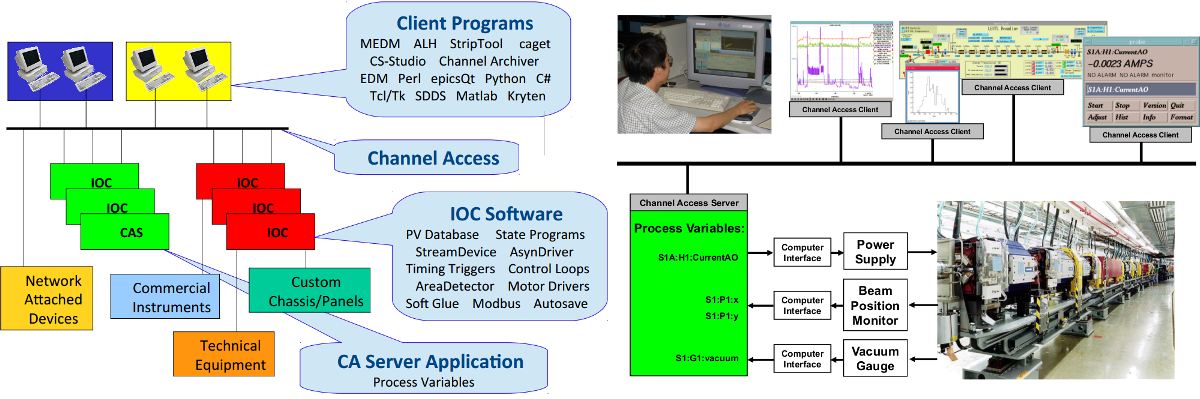 Client Programs
MEDM ALH StripTool caget
CS-Studio Channel Archiver
EDM Perl epicsQt Python C#
Tcl/Tk SDDS Matlab Kryten
Channel Access
IOC
IOC
CAS
IOC
IOC
IOC
IOC Software
PV Database State Programs
StreamDevice AsynDriver
Timing Triggers Control Loops
AreaDetector Motor Drivers
Soft Glue Modbus Autosave
Network
Attached
Devices
Commercial
Instruments
Custom
Chassis/Panels
Technical
Equipment
CA Server Application
Process Variables
Channel Access Client
Channel Access Client
Channel Access Client
S1A:H1:CurrentAO
-0.0023 AMPS
NO ALARM NO ALARM monitor
S1A:H1:CurrentAO
Start Stop Version Quit
Adjust Hist Info Format
Channel Access Client
Channel Access Server
Process Variables:
S1A:H1:CurrentAO
S1:P1:x
S1:P1:y
S1:G1:vacuum
Computer
Interface
Power
Supply
Computer
Interface
Beam
Position
Monitor
Computer
Interface
Vacuum
Gauge